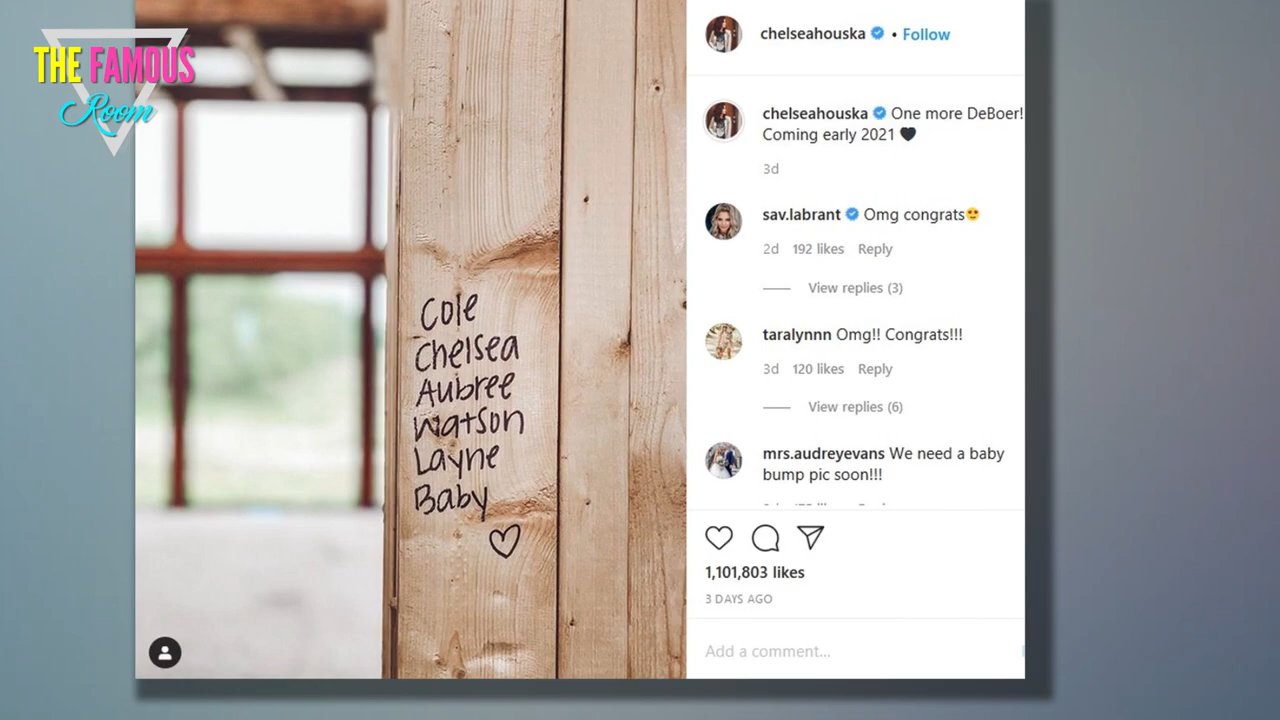 THE FAMOUS
Room
Cole
Chelsea
Aubree
Watson
Layne
Baby
chelseahouska • Follow
chelseahouska One more DeBoer!
Coming early 2021 🖤
3d
sav.labrant Omg congrats😍
2d 192 likes Reply
View replies (3)
taralynnn Omg!! Congrats!!!
3d 120 likes Reply
View replies (6)
mrs.audreyevans We need a baby
bump pic soon!!!
1,101,803 likes
3 DAYS AGO
Add a comment...